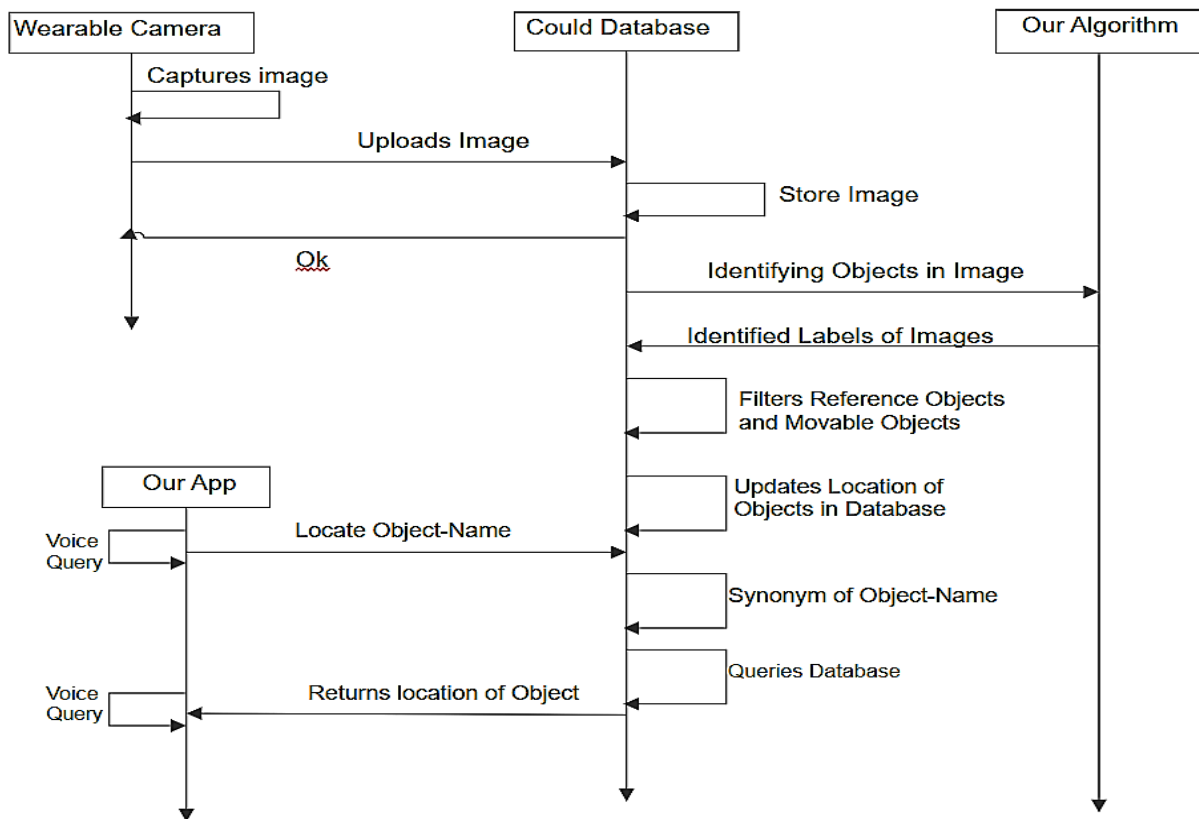 Wearable Camera
Could Database
Our Algorithm
Captures image
Uploads Image
Store Image
Ok
Identifying Objects in Image
Identified Labels of Images
Filters Reference Objects
and Movable Objects
Our App
Updates Location of
Objects in Database
Voice
Query
Locate Object-Name
Synonym of Object-Name
Queries Database
Voice
Query
Returns location of Object